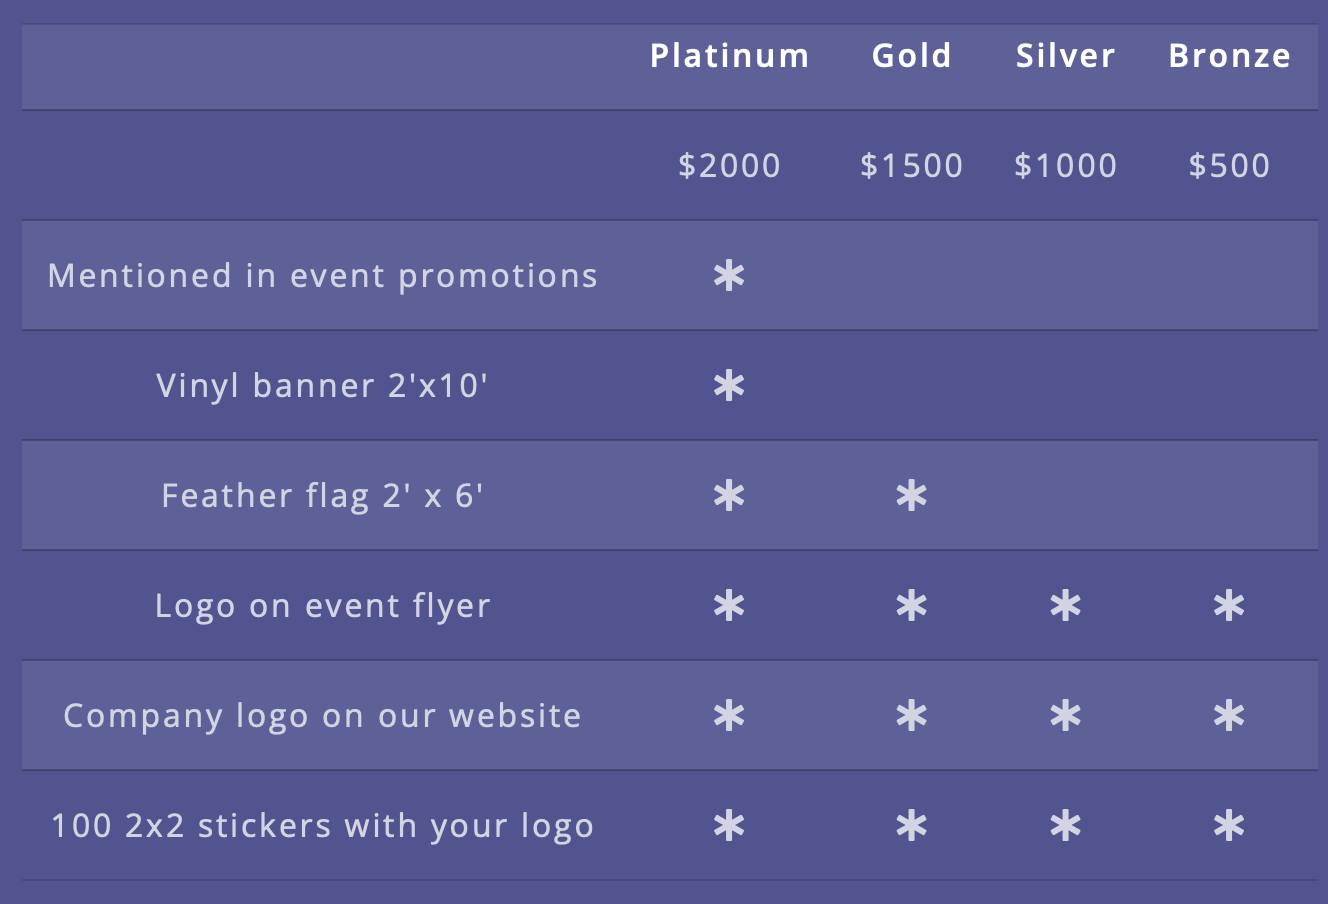 Platinum Gold Silver Bronze
$2000 $1500 $1000 $500
Mentioned in event promotions *
Vinyl banner 2'x10' *
Feather flag 2' x 6' * *
Logo on event flyer * * * *
Company logo on our website * * * *
100 2x2 stickers with your logo * * * *